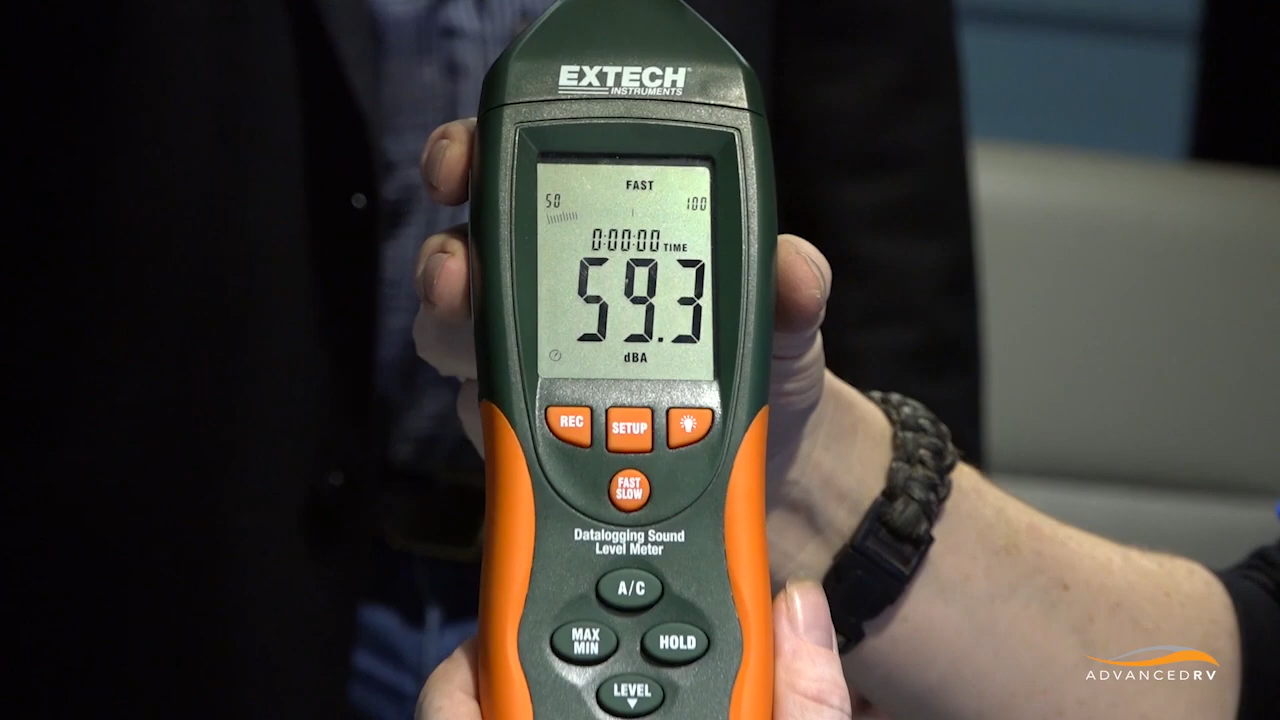 EXTECH®
INSTRUMENTS
FAST
50 100
0:00:00 TIME
59.3
dBA
REC SETUP
FAST
SLOW
Datalogging Sound
Level Meter
A/C
MAX
MIN
HOLD
LEVEL
ADVANCEDRV